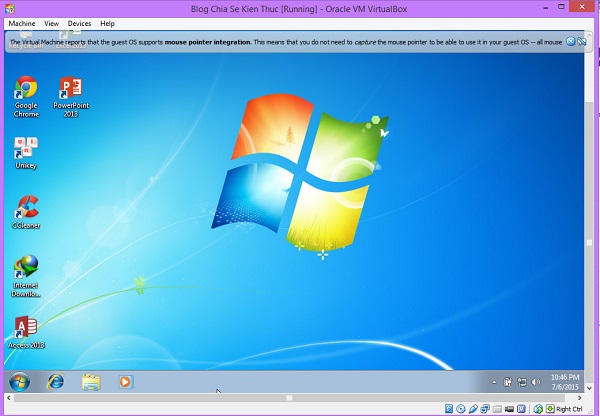 Blog Chia Se Kien Thuc [Running] - Oracle VM VirtualBox
Machine View Devices Help
The Virtual Machine reports that the guest OS supports mouse pointer integration. This means that you do not need to capture the mouse pointer to be able to use it in your guest OS -- all mouse
Google Chrome
PowerPoint 2013
Unikey
CCleaner
Internet Downlo...
Access 2013
10:46 PM
7/6/2015
Right Ctrl